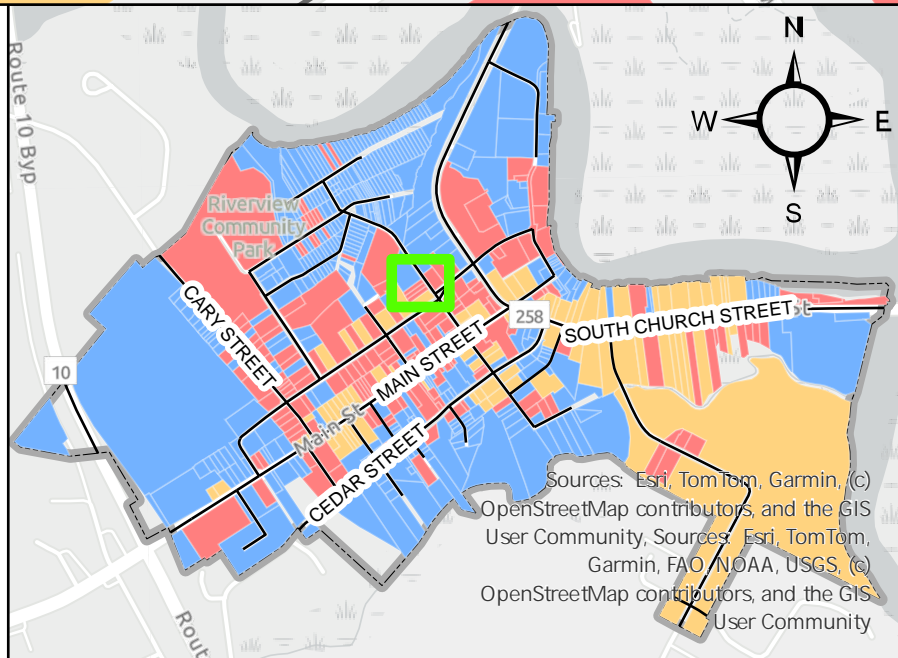 N
W E
S
Route 10 Byp
Riverview
Community
Park
CARY STREET
258
SOUTH CHURCH STREET
St
MAIN STREET
10
Main St
CEDAR STREET
Sources: Esri, TomTom, Garmin, (c)
OpenStreetMap contributors, and the GIS
User Community, Sources: Esri, TomTom,
Garmin, FAO, NOAA, USGS, (c)
OpenStreetMap contributors, and the GIS
User Community
Route